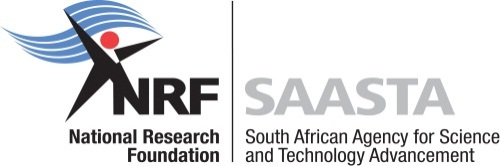 NRF
National Research
Foundation
SAASTA
South African Agency for Science
and Technology Advancement